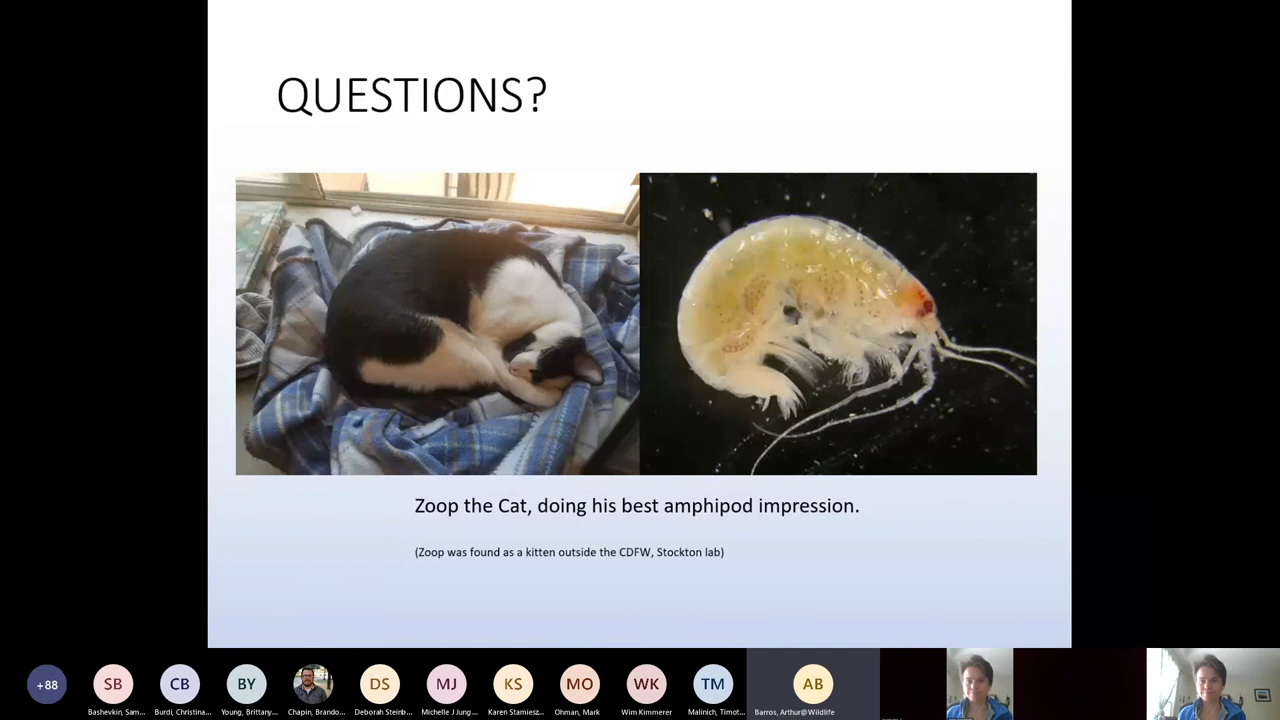 QUESTIONS?
Zoop the Cat, doing his best amphipod impression.
(Zoop was found as a kitten outside the CDFW, Stockton lab)
+88
SB
CB
BY
DS
MJ
KS
MO
WK
TM
AB
Bashevkin, Sam...
Burdi, Christina...
Young, Brittany...
Chapin, Brando...
Deborah Steinb...
Michelle J Jung...
Karen Stamiesz...
Ohman, Mark
Wim Kimmerer
Malinich, Timot...
Barros, Arthur@Wildlife